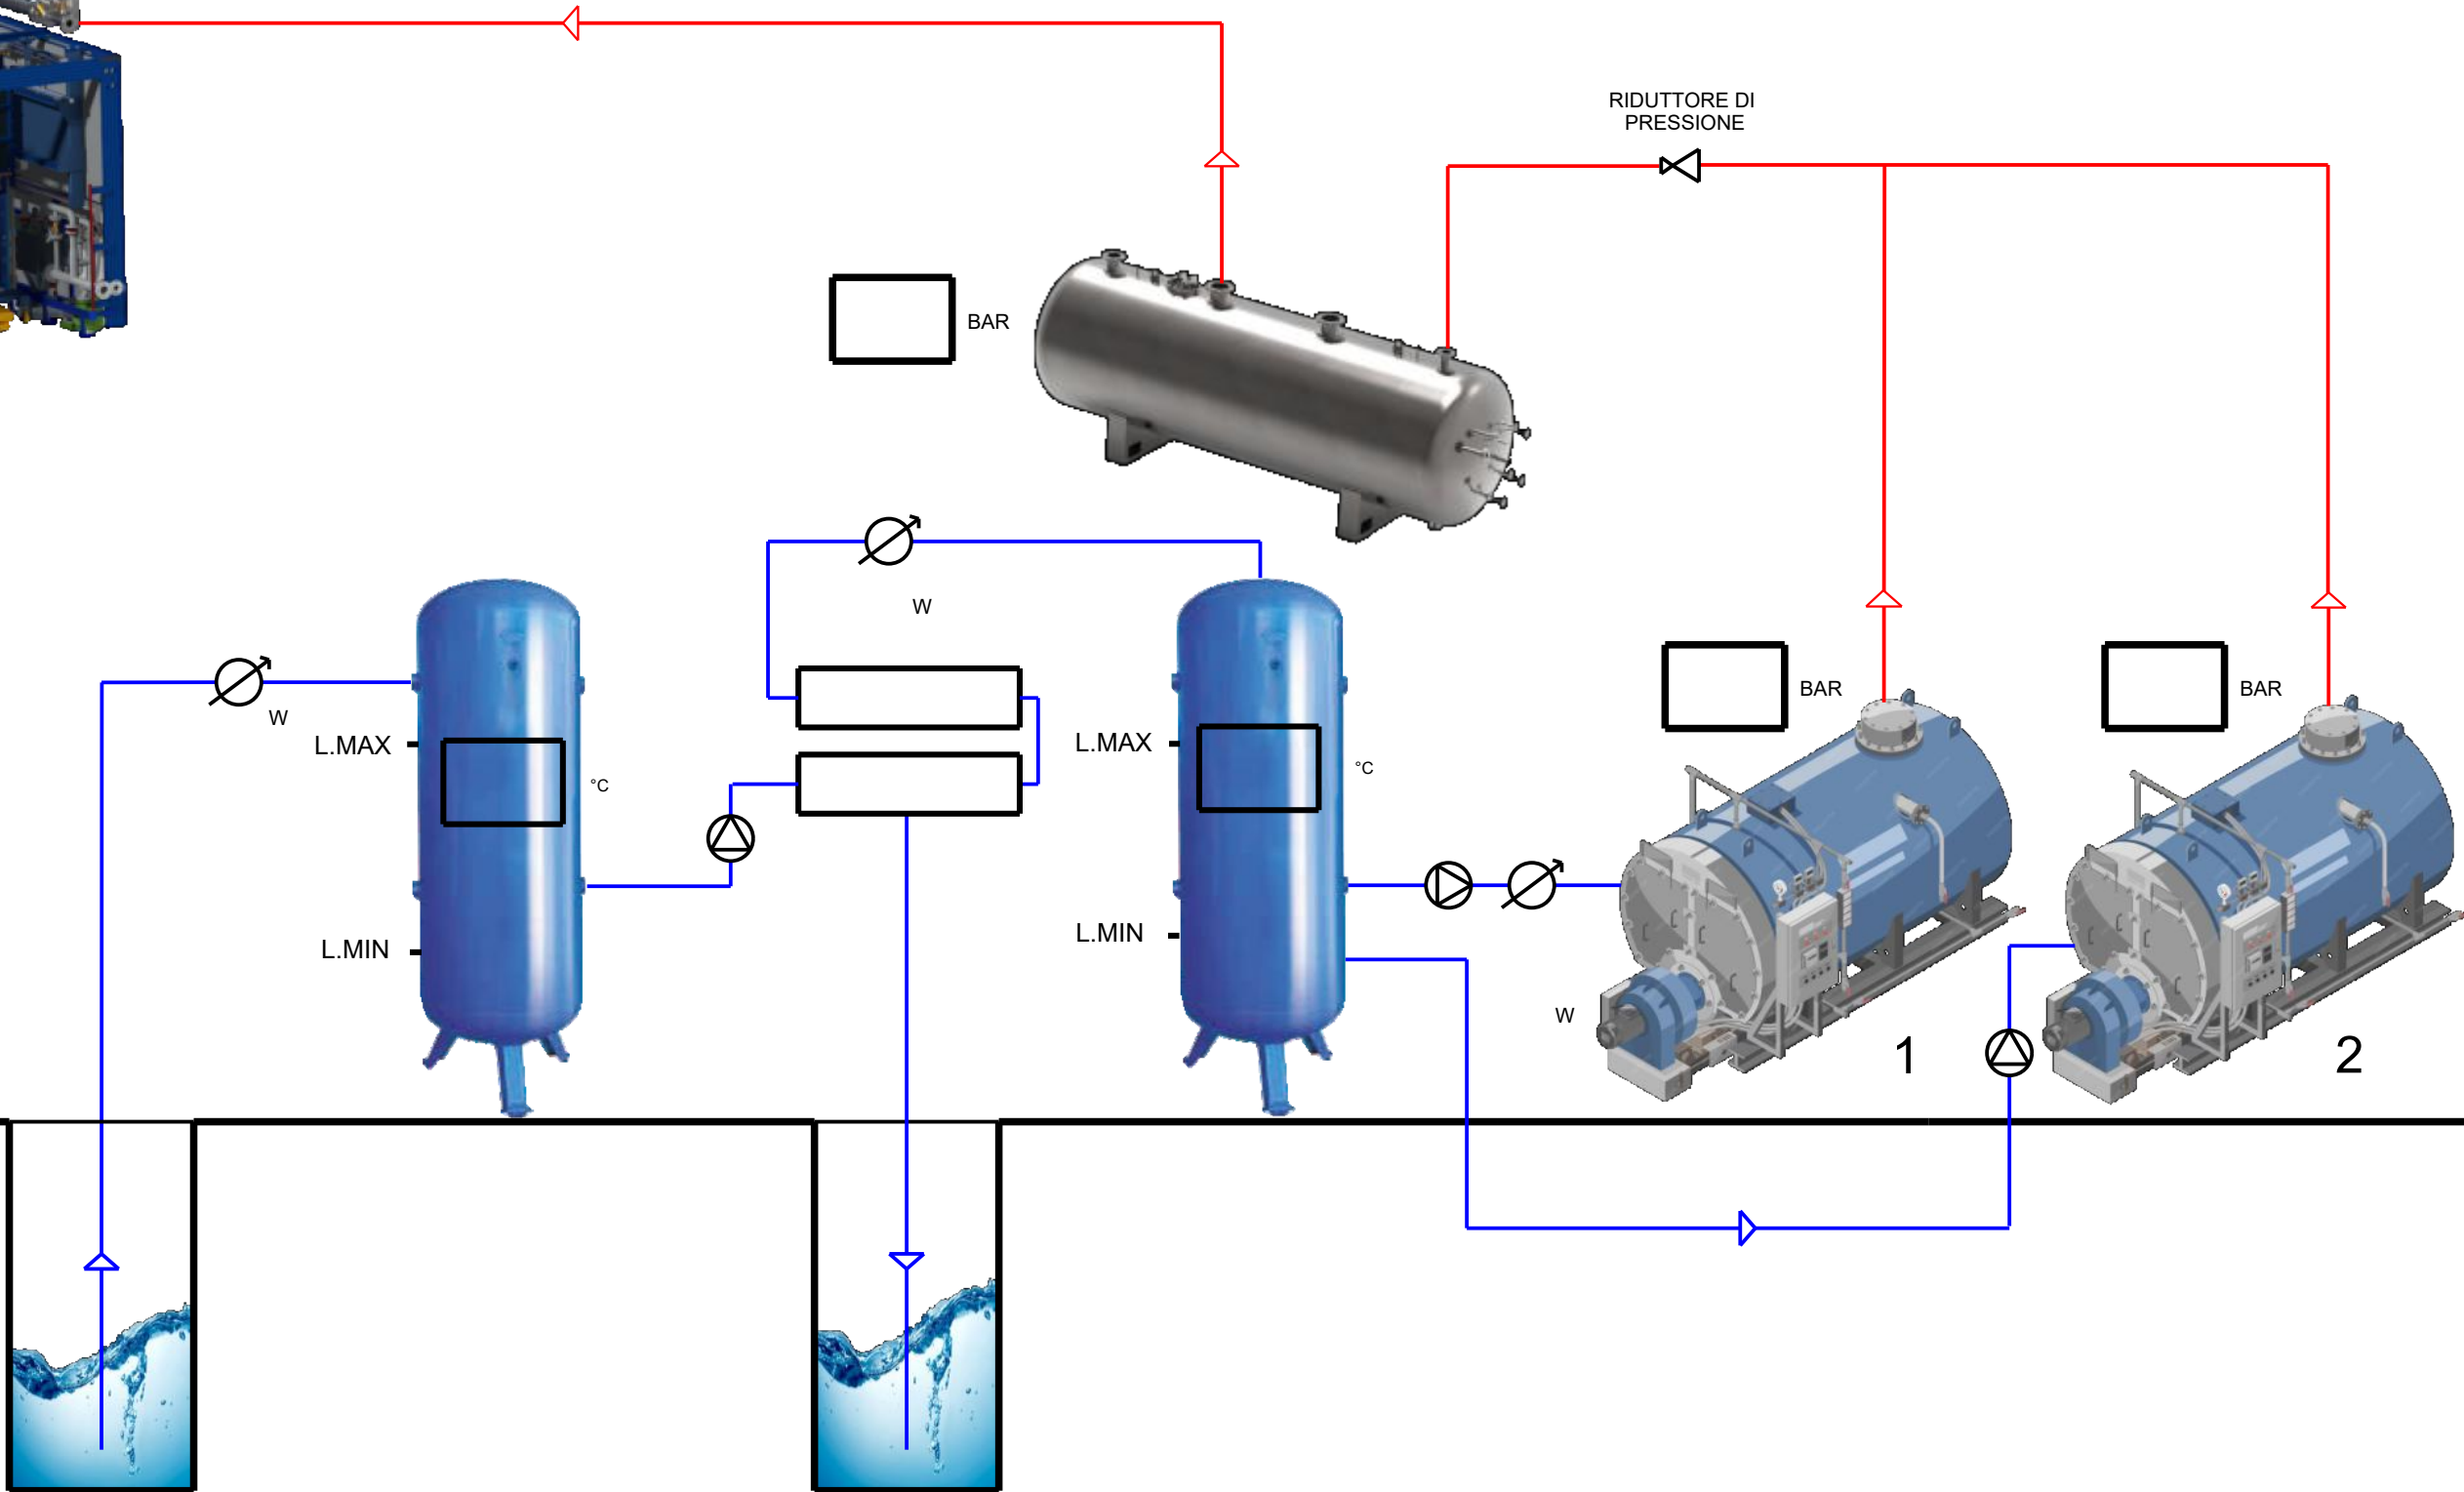 RIDUTTORE DI
PRESSIONE
BAR
W
W
BAR
BAR
L.MAX
°C
L.MAX
°C
L.MIN
L.MIN
W
1
2